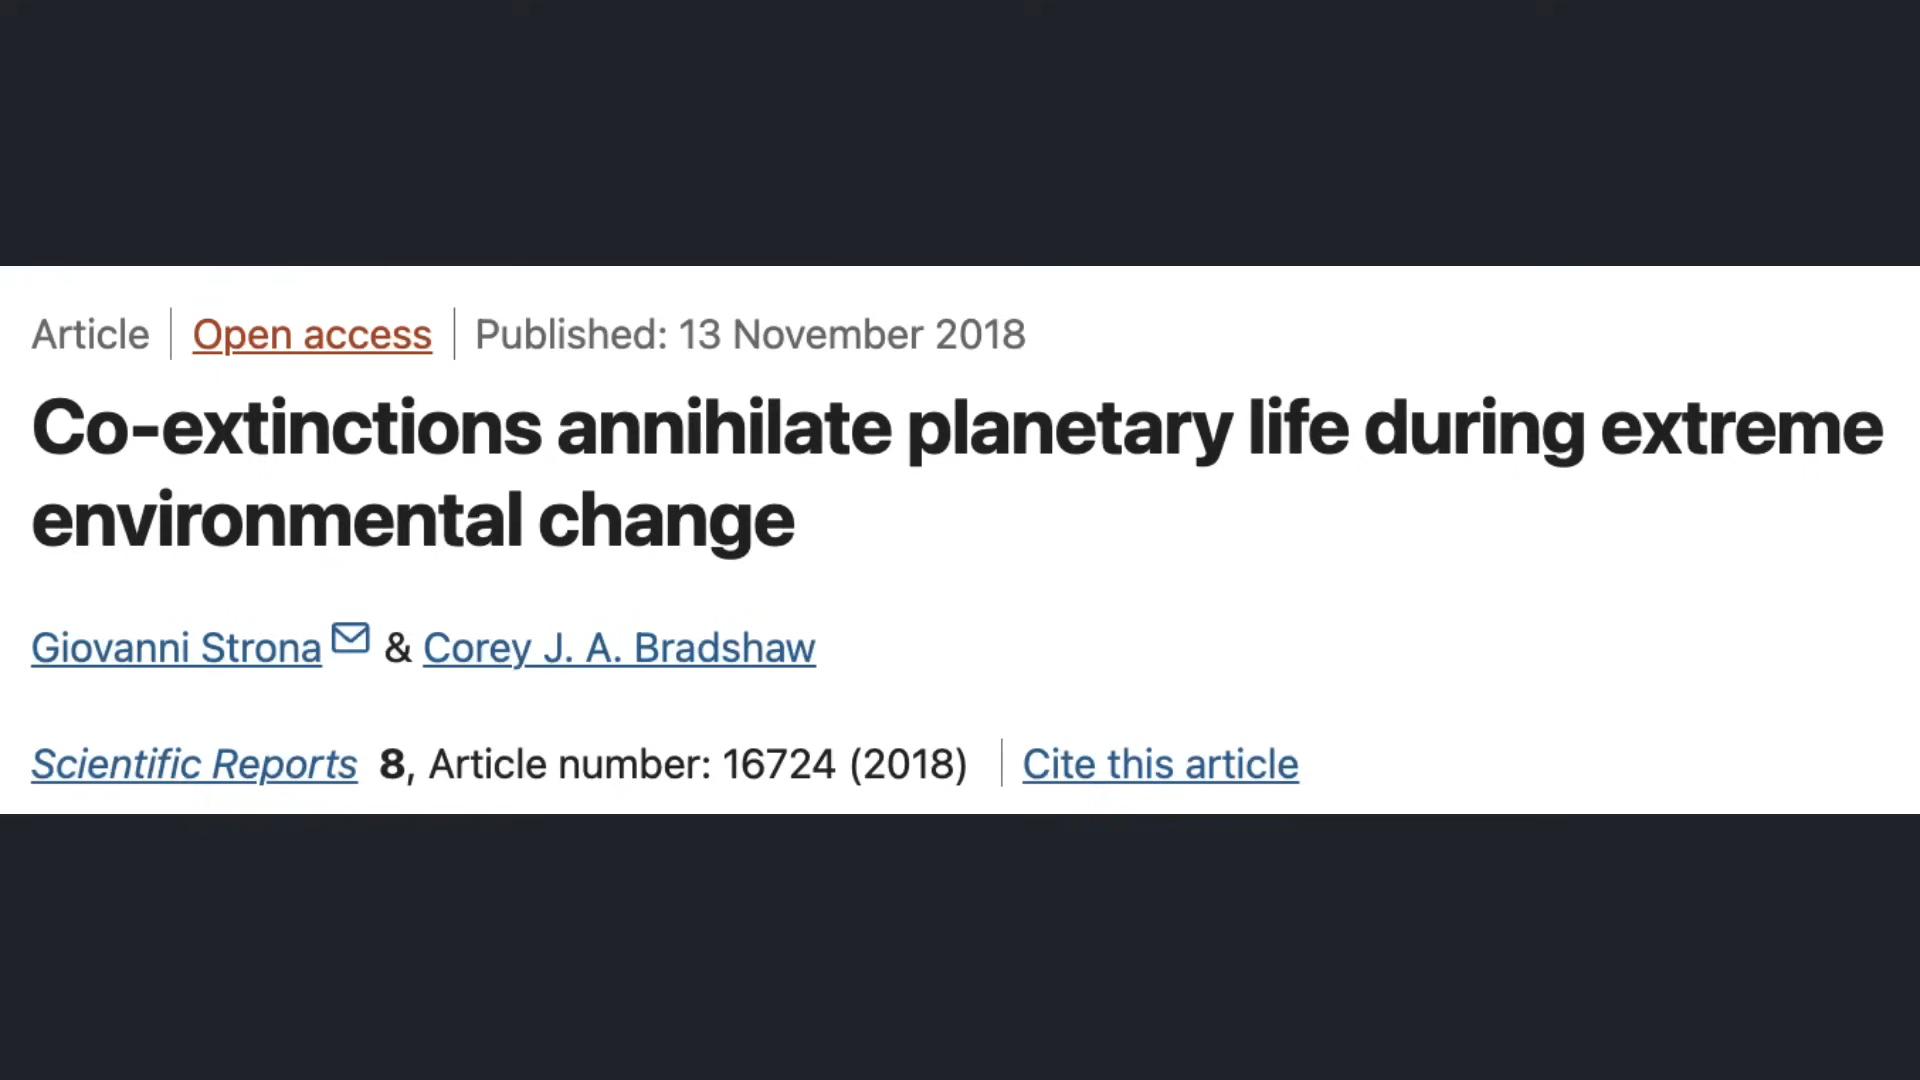 Article Open access Published: 13 November 2018
Co-extinctions annihilate planetary life during extreme
environmental change
Giovanni Strona & Corey J. A. Bradshaw
Scientific Reports 8, Article number: 16724 (2018) Cite this article